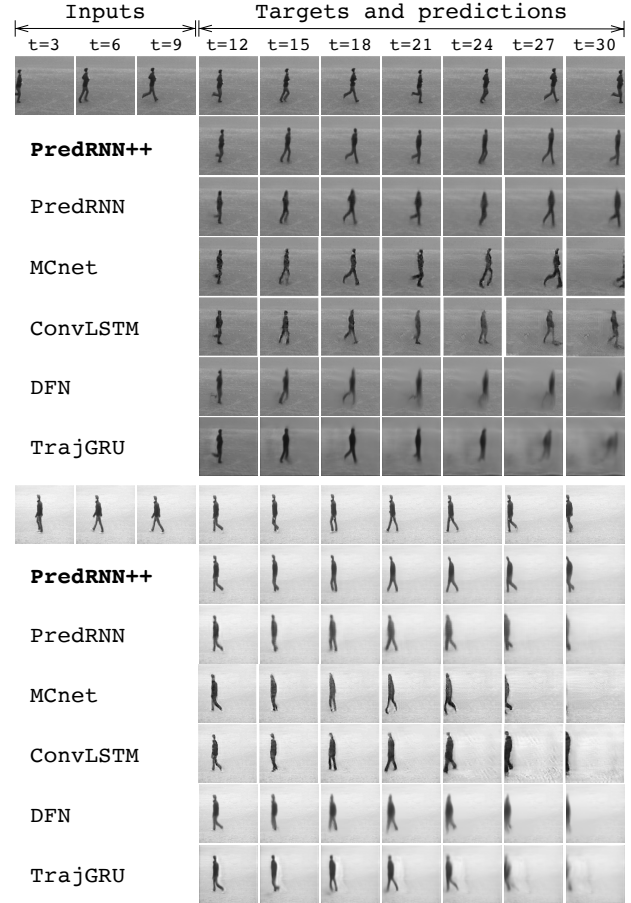 Inputs Targets and predictions
t=3 t=6 t=9 t=12 t=15 t=18 t=21 t=24 t=27 t=30
PredRNN++
PredRNN
MCnet
ConvLSTM
DFN
TrajGRU
PredRNN++
PredRNN
MCnet
ConvLSTM
DFN
TrajGRU